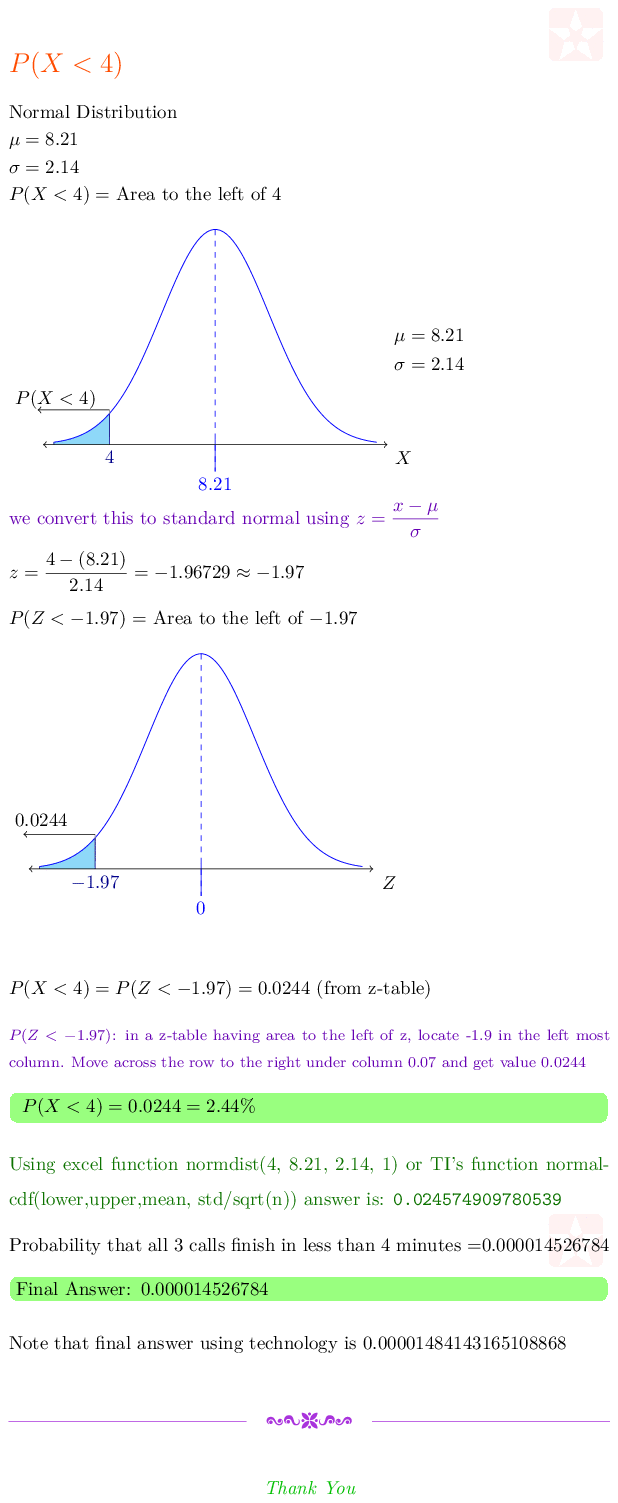 P(X < 4)
Normal Distribution
μ = 8.21
σ = 2.14
P(X < 4) = Area to the left of 4
μ = 8.21
σ = 2.14
P(X < 4)
4
X
8.21
we convert this to standard normal using z = (x − μ)/σ
z = (4 − (8.21))/2.14 = −1.96729 ≈ −1.97
P(Z < −1.97) = Area to the left of −1.97
0.0244
−1.97
Z
0
P(X < 4) = P(Z < −1.97) = 0.0244 (from z-table)
P(Z < −1.97): in a z-table having area to the left of z, locate -1.9 in the left most
column. Move across the row to the right under column 0.07 and get value 0.0244
P(X < 4) = 0.0244 = 2.44%
Using excel function normdist(4, 8.21, 2.14, 1) or TI's function normal-
cdf(lower,upper,mean, std/sqrt(n)) answer is: 0.024574909780539
Probability that all 3 calls finish in less than 4 minutes =0.000014526784
Final Answer: 0.000014526784
Note that final answer using technology is 0.00001484143165108868
Thank You